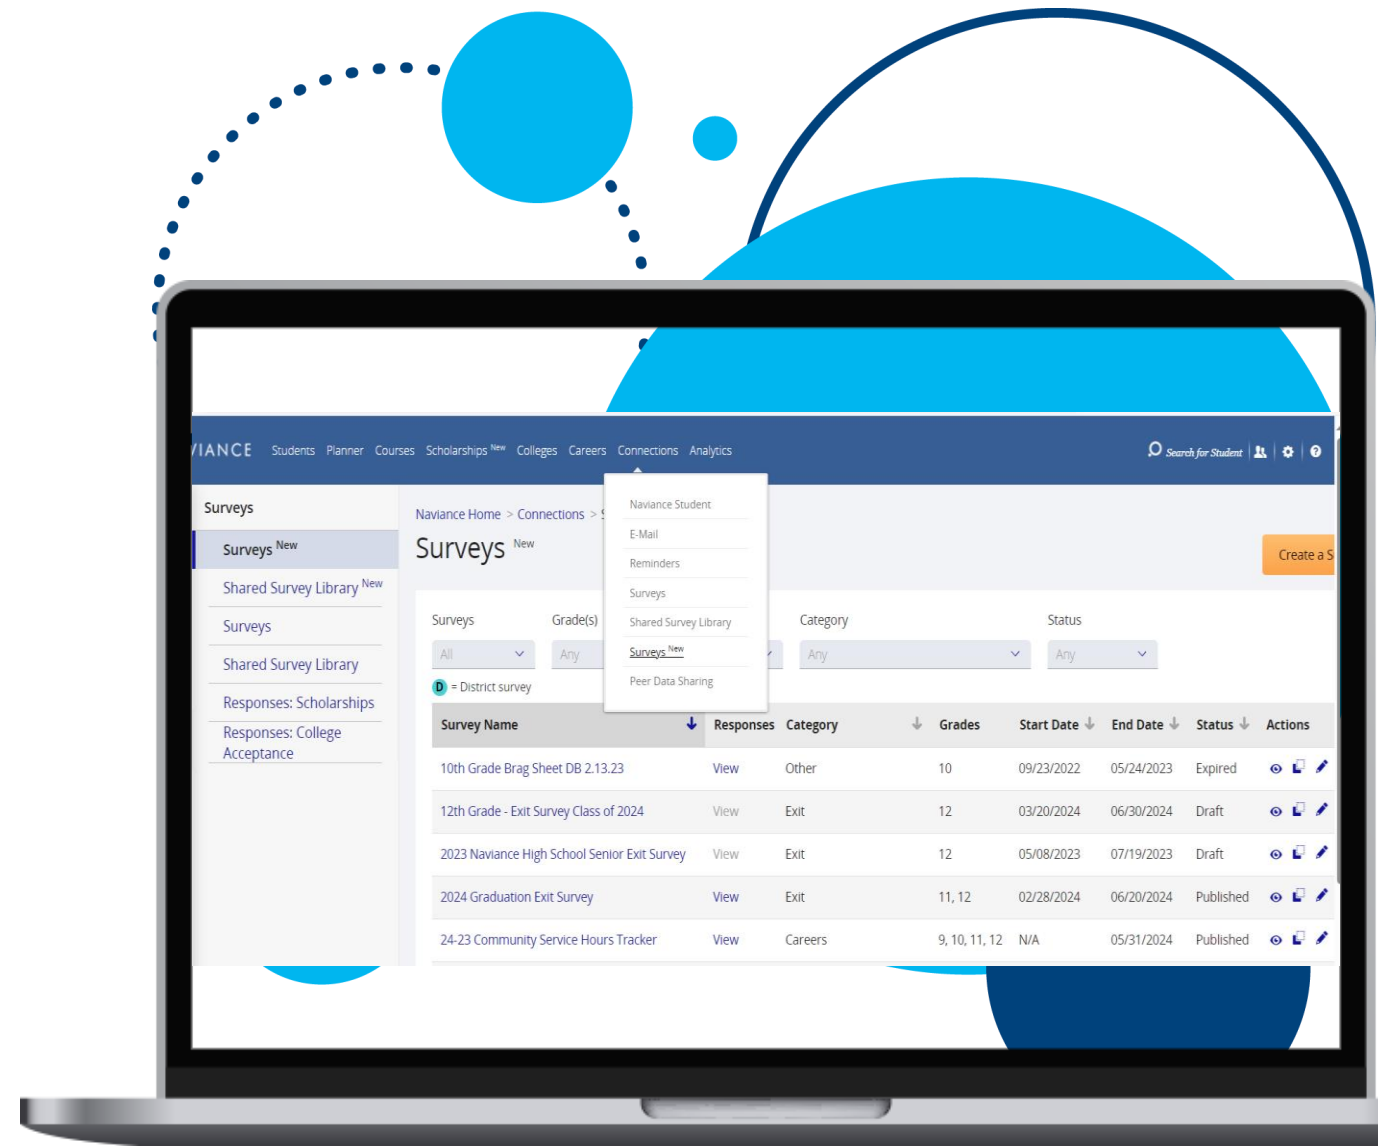 VIANCE Students Planner Courses Scholarships New Colleges Careers Connections Analytics Search for Student
Surveys
Surveys New
Shared Survey Library New
Surveys
Shared Survey Library
Responses: Scholarships
Responses: College
Acceptance
Naviance Home > Connections > S
Surveys New
Create a S
Naviance Student
E-Mail
Reminders
Surveys
Shared Survey Library
Surveys New
Peer Data Sharing
Surveys Grade(s) Category Status
All Any Any Any
D = District survey
Survey Name Responses Category Grades Start Date End Date Status Actions
10th Grade Brag Sheet DB 2.13.23 View Other 10 09/23/2022 05/24/2023 Expired
12th Grade - Exit Survey Class of 2024 View Exit 12 03/20/2024 06/30/2024 Draft
2023 Naviance High School Senior Exit Survey View Exit 12 05/08/2023 07/19/2023 Draft
2024 Graduation Exit Survey View Exit 11, 12 02/28/2024 06/20/2024 Published
24-23 Community Service Hours Tracker View Careers 9, 10, 11, 12 N/A 05/31/2024 Published